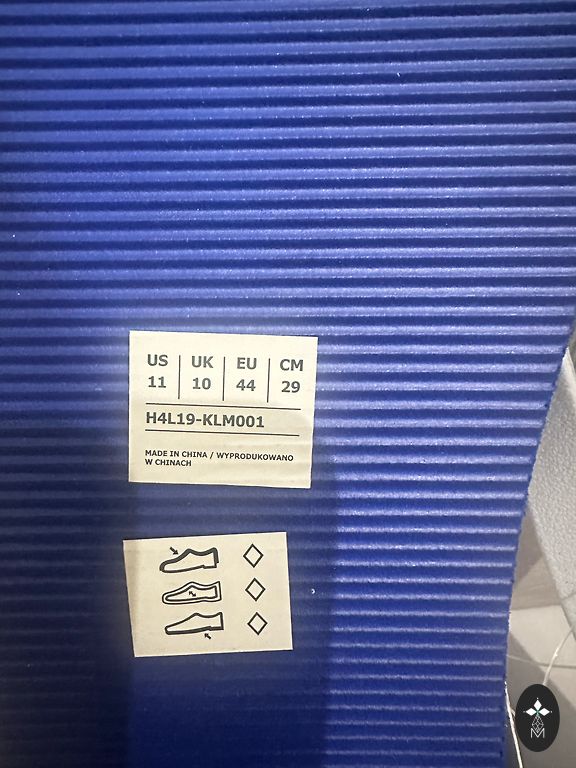 US | UK | EU | CM
11 | 10 | 44 | 29
H4L19-KLM001
MADE IN CHINA / WYPRODUKOWANO
W CHINACH
M